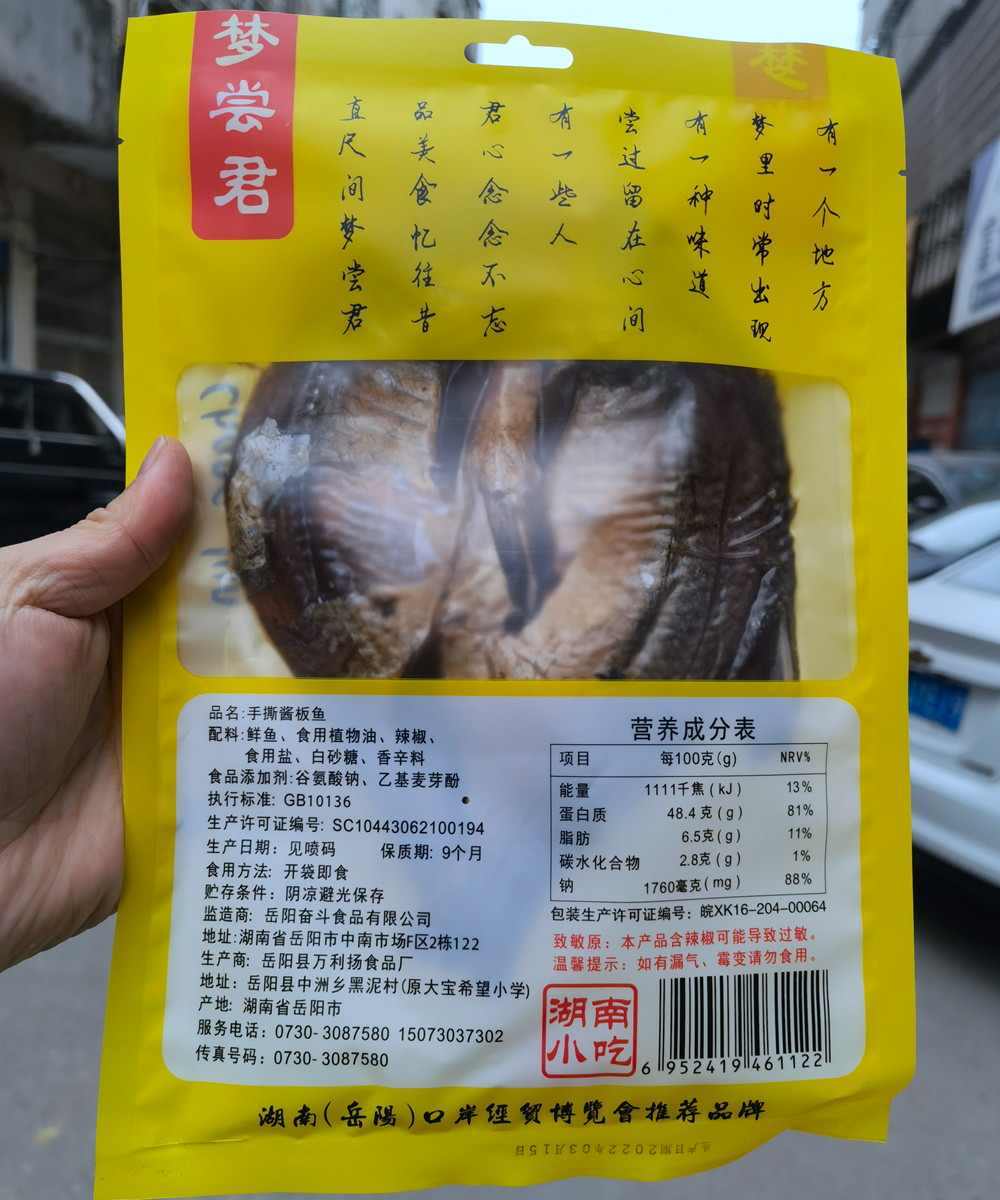 梦尝君
梦
有一个地方
梦里时常出现
有一种味道
尝过留在心间
有一些人
君心念念不忘
品美食忆往昔
直尺间梦尝君
品名:手撕酱板鱼
配料:鲜鱼、食用植物油、辣椒、
食用盐、白砂糖、香辛料
食品添加剂:谷氨酸钠、乙基麦芽酚
执行标准: GB10136
生产许可证编号: SC10443062100194
生产日期: 见喷码 保质期: 9个月
食用方法: 开袋即食
贮存条件: 阴凉避光保存
监造商: 岳阳奋斗食品有限公司
地址:湖南省岳阳市中南市场F区2栋122
生产商: 岳阳县万利扬食品厂
地址: 岳阳县中洲乡黑泥村(原大宝希望小学)
产地: 湖南省岳阳市
服务电话: 0730-3087580 15073037302
传真号码: 0730-3087580
营养成分表
项目 每100克(g) NRV%
能量 1111千焦(kJ) 13%
蛋白质 48.4克(g) 81%
脂肪 6.5克(g) 11%
碳水化合物 2.8克(g) 1%
钠 1760毫克(mg) 88%
包装生产许可证编号: 皖XK16-204-00064
致敏原: 本产品含辣椒可能导致过敏。
温馨提示: 如有漏气、霉变请勿食用。
湖南
小吃
6 952419 461122
湖南(岳陽)口岸經貿博覽會推荐品牌
生产日期2022年03月15日